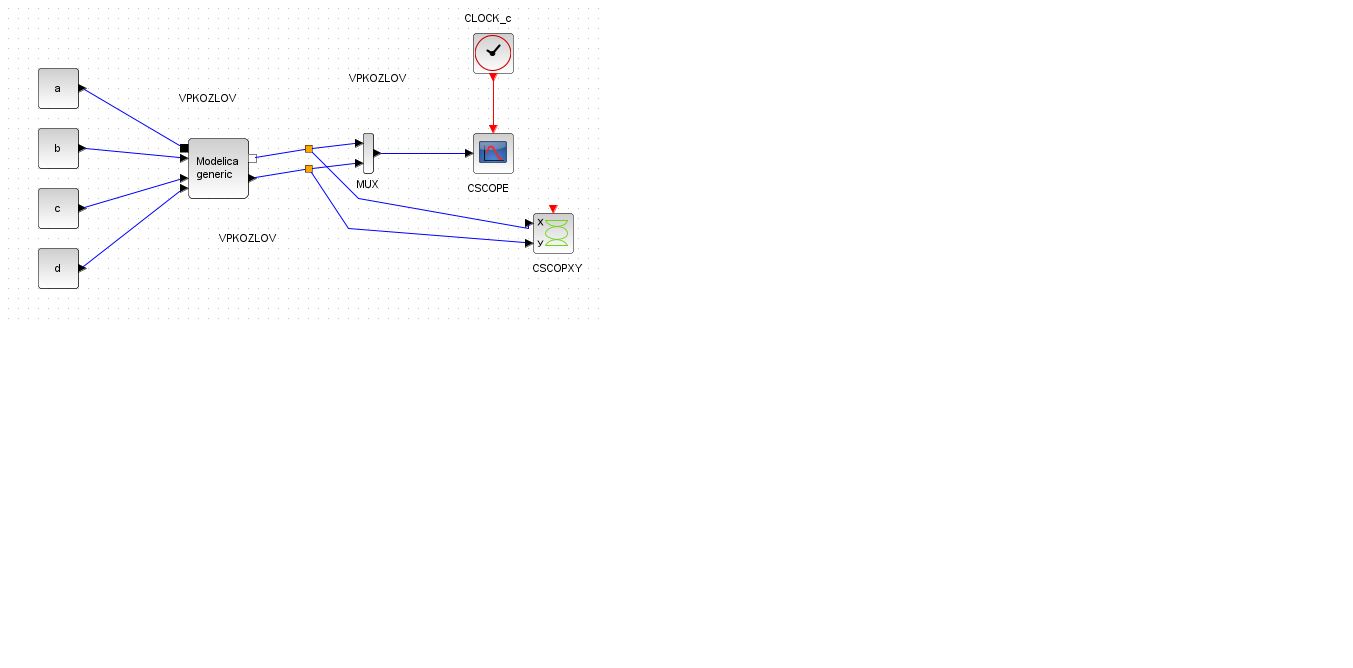 CLOCK_c
VPKOZLOV
a
VPKOZLOV
b
Modelica
generic
MUX
CSCOPE
c
X
Y
VPKOZLOV
d
CSCOPXY